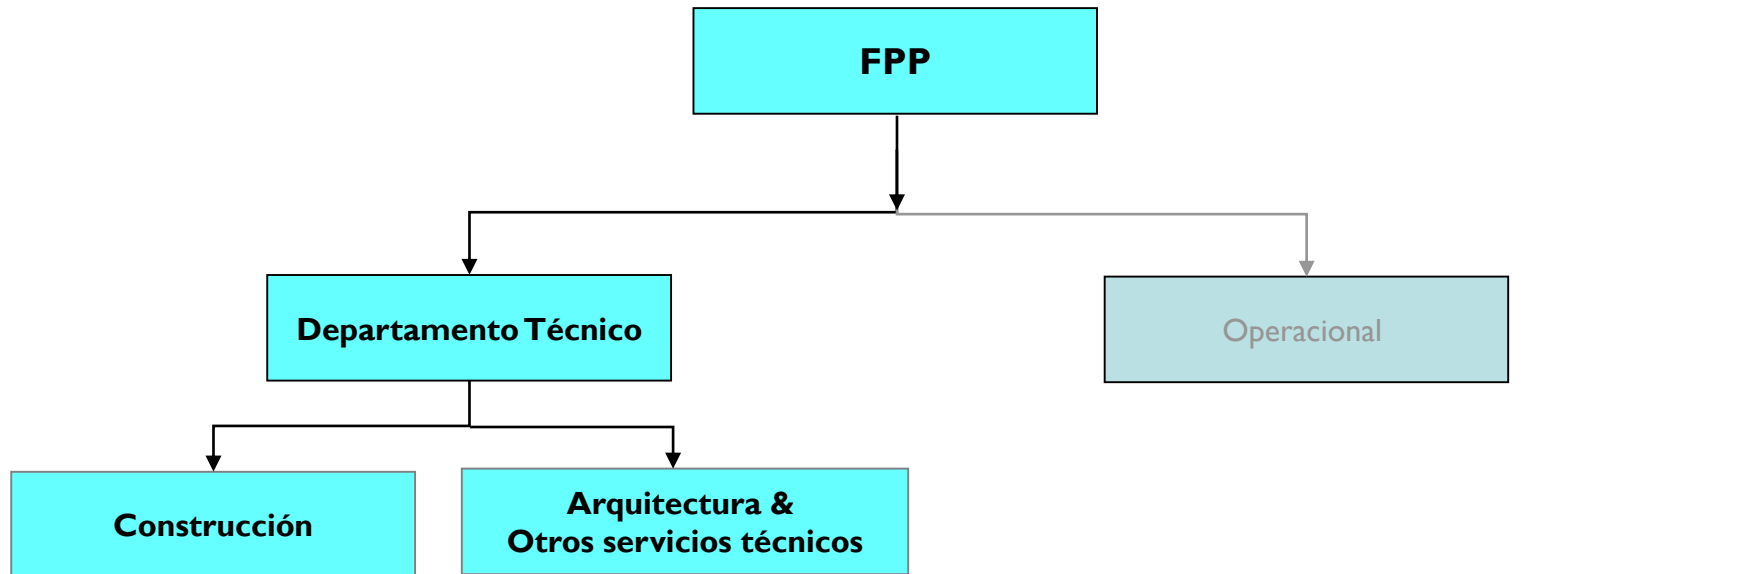 FPP
Departamento Técnico
Operacional
Construcción
Arquitectura &
Otros servicios técnicos